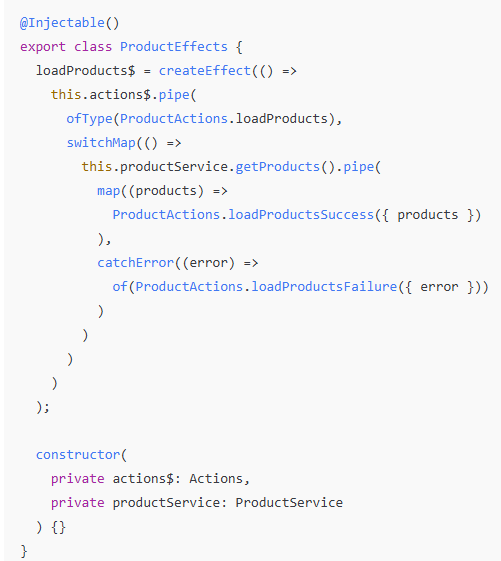 @Injectable()
export class ProductEffects {
  loadProducts$ = createEffect(() =>
    this.actions$.pipe(
      ofType(ProductActions.loadProducts),
      switchMap(() =>
        this.productService.getProducts().pipe(
          map((products) =>
            ProductActions.loadProductsSuccess({ products })
          ),
          catchError((error) =>
            of(ProductActions.loadProductsFailure({ error }))
          )
        )
      )
    )
  );

  constructor(
    private actions$: Actions,
    private productService: ProductService
  ) {}
}